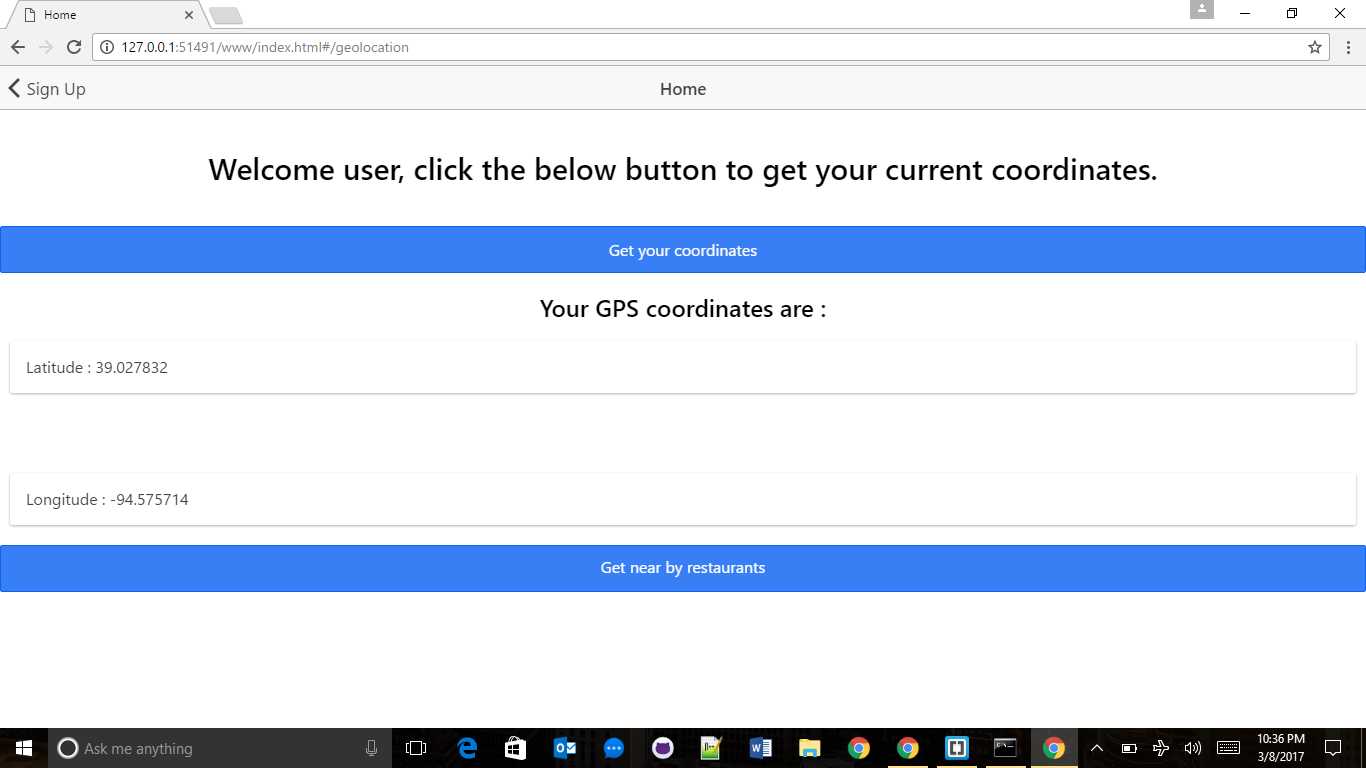 Home
127.0.0.1:51491/www/index.html#/geolocation
Sign Up
Home
Welcome user, click the below button to get your current coordinates.
Get your coordinates
Your GPS coordinates are :
Latitude : 39.027832
Longitude : -94.575714
Get near by restaurants
Ask me anything
10:36 PM
3/8/2017